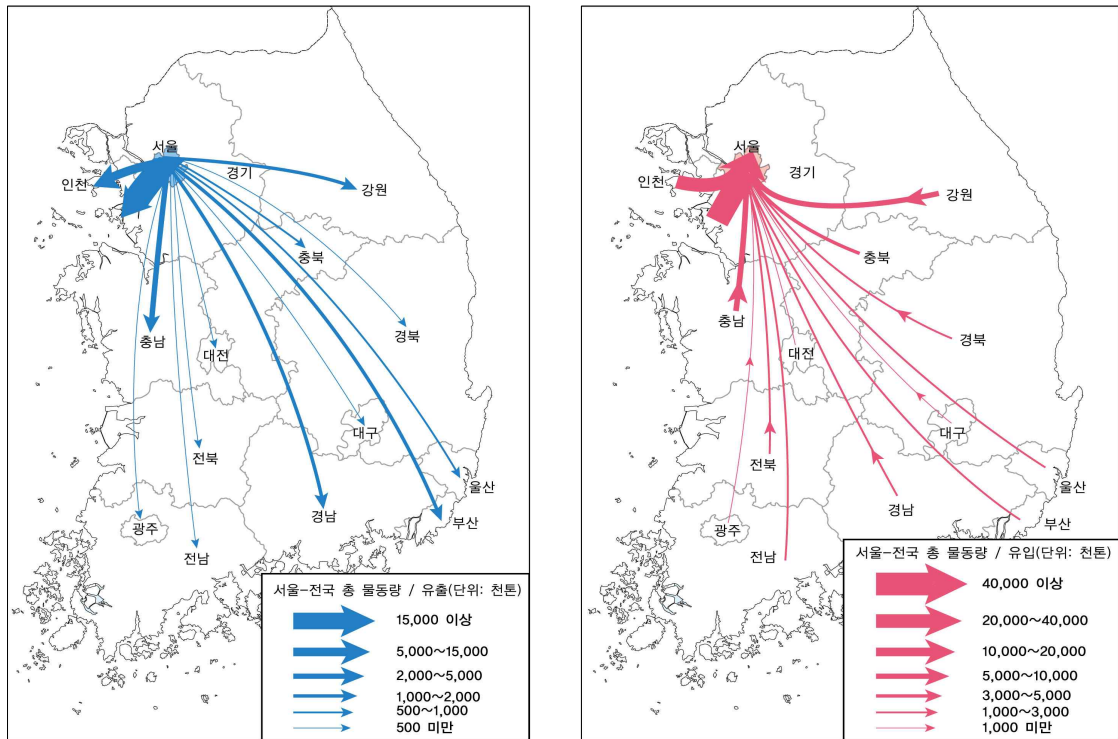 서울
경기
인천
강원
충북
충남
경북
대전
대구
전북
울산
경남
부산
광주
전남
서울-전국 총 물동량 / 유출(단위: 천톤)
15,000 이상
5,000~15,000
2,000~5,000
1,000~2,000
500~1,000
500 미만
서울
경기
인천
강원
충북
충남
경북
대전
대구
전북
울산
경남
부산
광주
전남
서울-전국 총 물동량 / 유입(단위: 천톤)
40,000 이상
20,000~40,000
10,000~20,000
5,000~10,000
3,000~5,000
1,000~3,000
1,000 미만